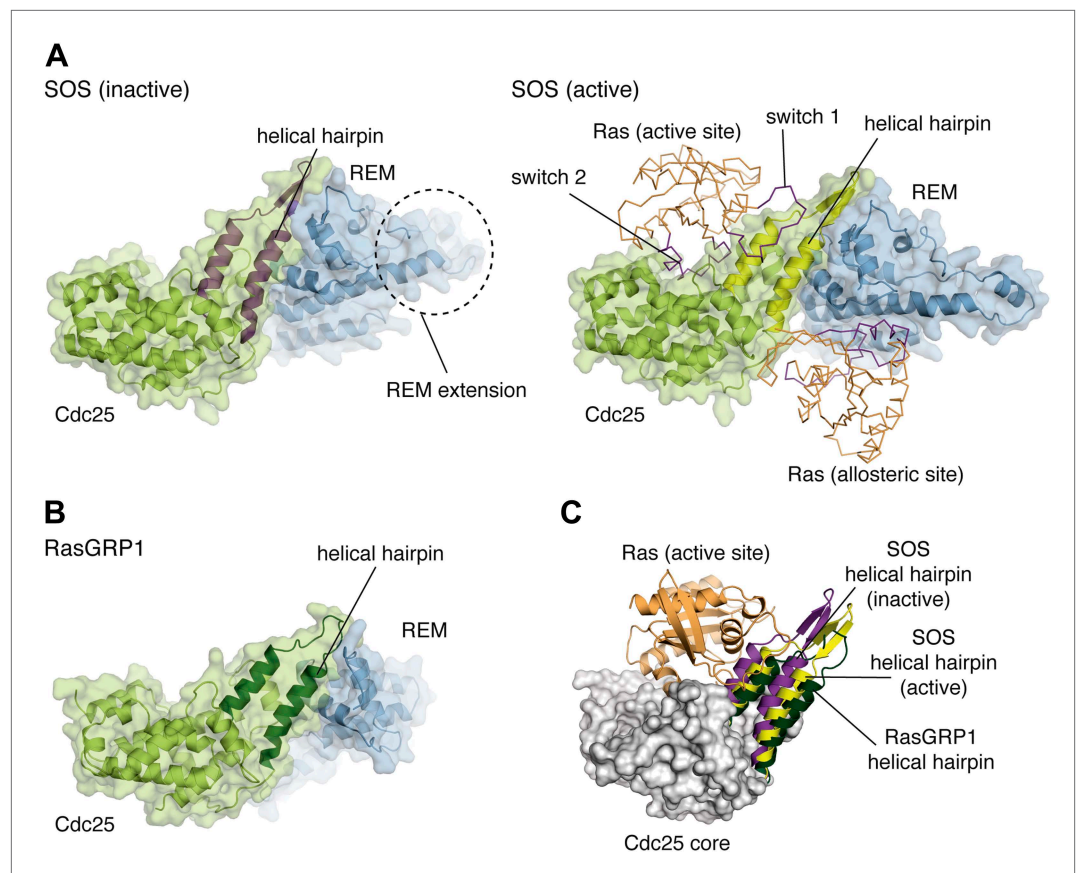 A
SOS (inactive)
helical hairpin
REM
REM extension
Cdc25
SOS (active)
Ras (active site)
switch 1
helical hairpin
switch 2
REM
Cdc25
Ras (allosteric site)
B
RasGRP1
helical hairpin
REM
Cdc25
C
Ras (active site)
SOS
helical hairpin
(inactive)
SOS
helical hairpin
(active)
RasGRP1
helical hairpin
Cdc25 core